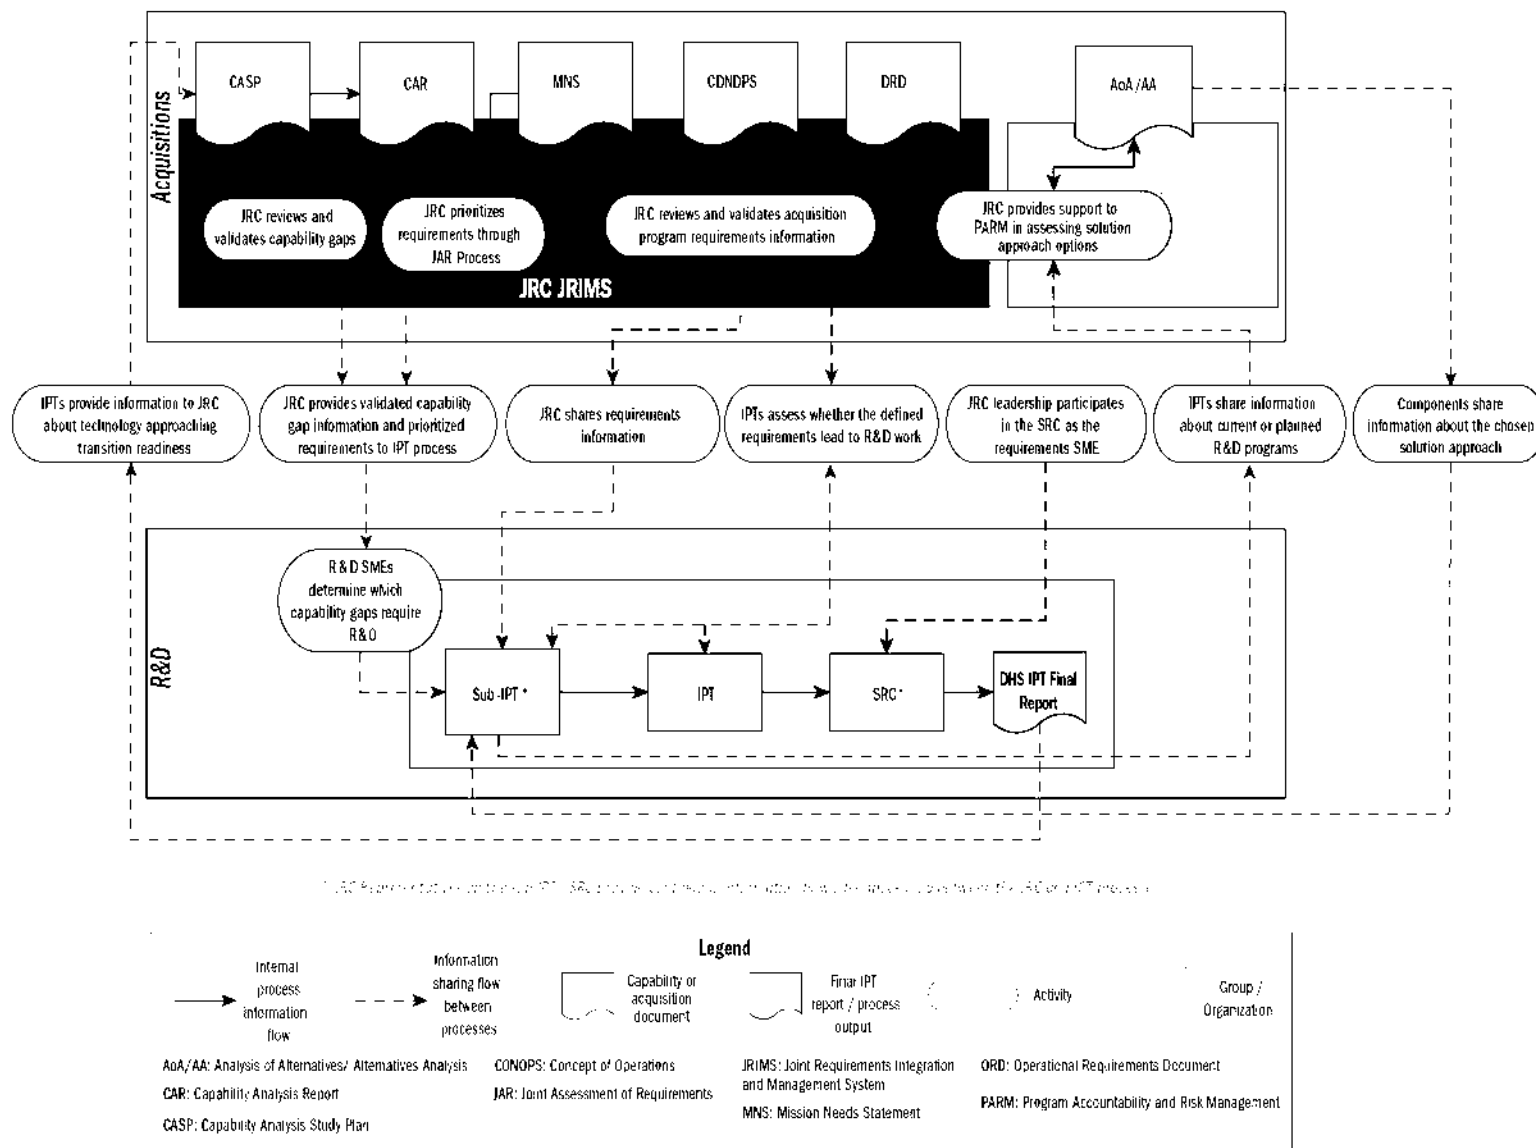 Acquisitions
CASP
CAR
MNS
CDNDPS
DRD
AoA/AA
JRC reviews and
validates capability gaps
JRC prioritizes
requirements through
JAR Process
JRC reviews and validates acquisition
program requirements information
JRC provides support to
PARM in assessing solution
approach options
JRC JRIMS
IPTs provide information to JRC
about technology approaching
transition readiness
JRC provides validated capability
gap information and prioritized
requirements to IPT process
JRC shares requirements
information
IPTs assess whether the defined
requirements lead to R&D work
JRC leadership participates
in the SRC as the
requirements SME
IPTs share information
about current or planned
R&D programs
Components share
information about the chosen
solution approach
R&D
R&D SMEs
determine which
capability gaps require
R&O
Sub-IPT *
IPT
SRC *
DHS IPT Final
Report
Legend
Internal
process
information
flow
Information
sharing flow
between
processes
Capability or
acquisition
document
Final IPT
report / process
output
Activity
Group /
Organization
AoA/AA: Analysis of Alternatives/ Alternatives Analysis
CAR: Capability Analysis Report
CASP: Capability Analysis Study Plan
CONOPS: Concept of Operations
JAR: Joint Assessment of Requirements
JRIMS: Joint Requirements Integration
and Management System
MNS: Mission Needs Statement
ORD: Operational Requirements Document
PARM: Program Accountability and Risk Management